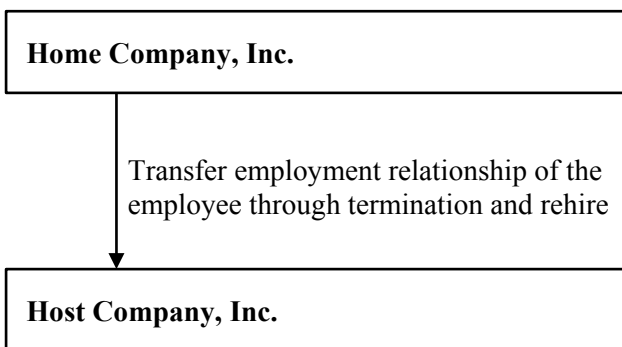 Home Company, Inc.
Transfer employment relationship of the
employee through termination and rehire
Host Company, Inc.